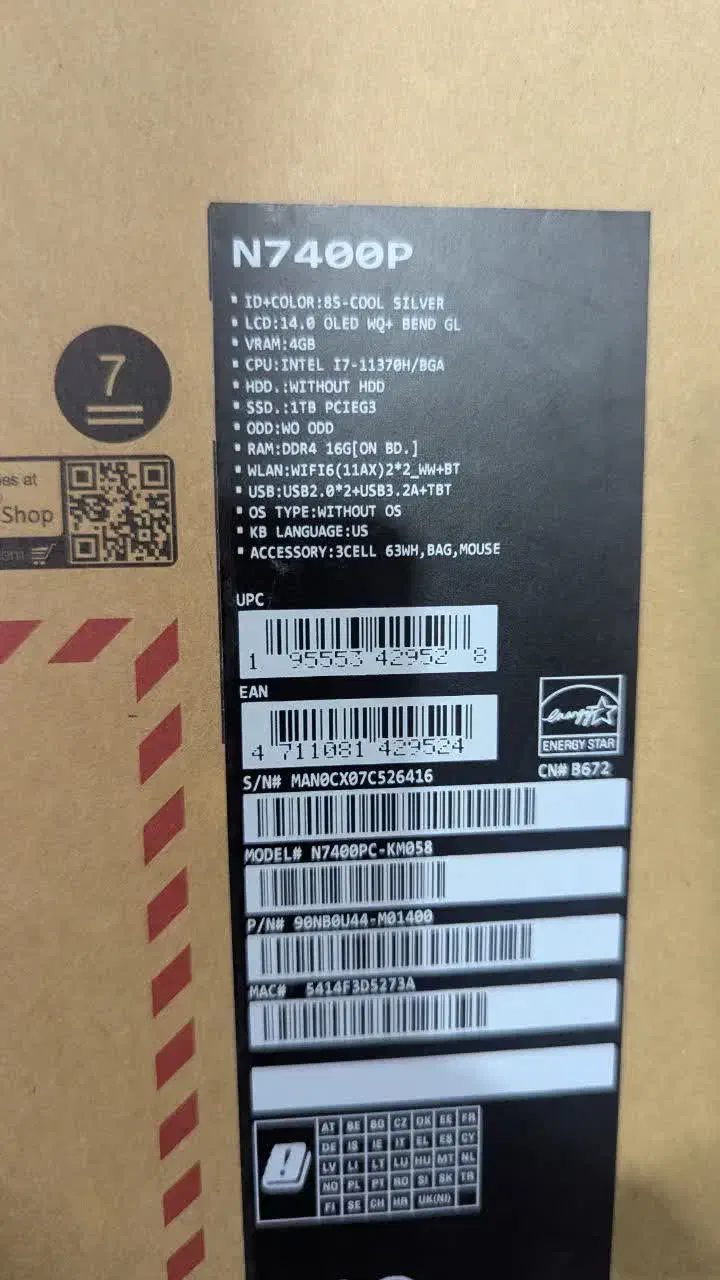 N7400P
ID+COLOR:8S-COOL SILVER
LCD:14.0 OLED WQ+ BEND GL
VRAM:4GB
CPU:INTEL I7-11370H/BGA
HDD.:WITHOUT HDD
SSD.:1TB PCIEG3
ODD:WO ODD
RAM:DDR4 16G[ON BD.]
WLAN:WIFI6(11AX)2*2_WW+BT
USB:USB2.0*2+USB3.2A+TBT
OS TYPE:WITHOUT OS
KB LANGUAGE:US
ACCESSORY:3CELL 63WH,BAG,MOUSE
7
es at
Shop
UPC
1 95553 42952 8
EAN
4 711081 429524
energy
ENERGY STAR
S/N# MAN0CX07C526416
CN# B672
MODEL# N7400PC-KM058
P/N# 90NB0U44-M01400
MAC# 5414F3D5273A
AT BE BG CZ DK EE FR
DE IS IE IT EL ES CY
LV LI LT LU HU MT NL
NO PL PT RO SI SK TR
FI SE CH HR UK(NI)